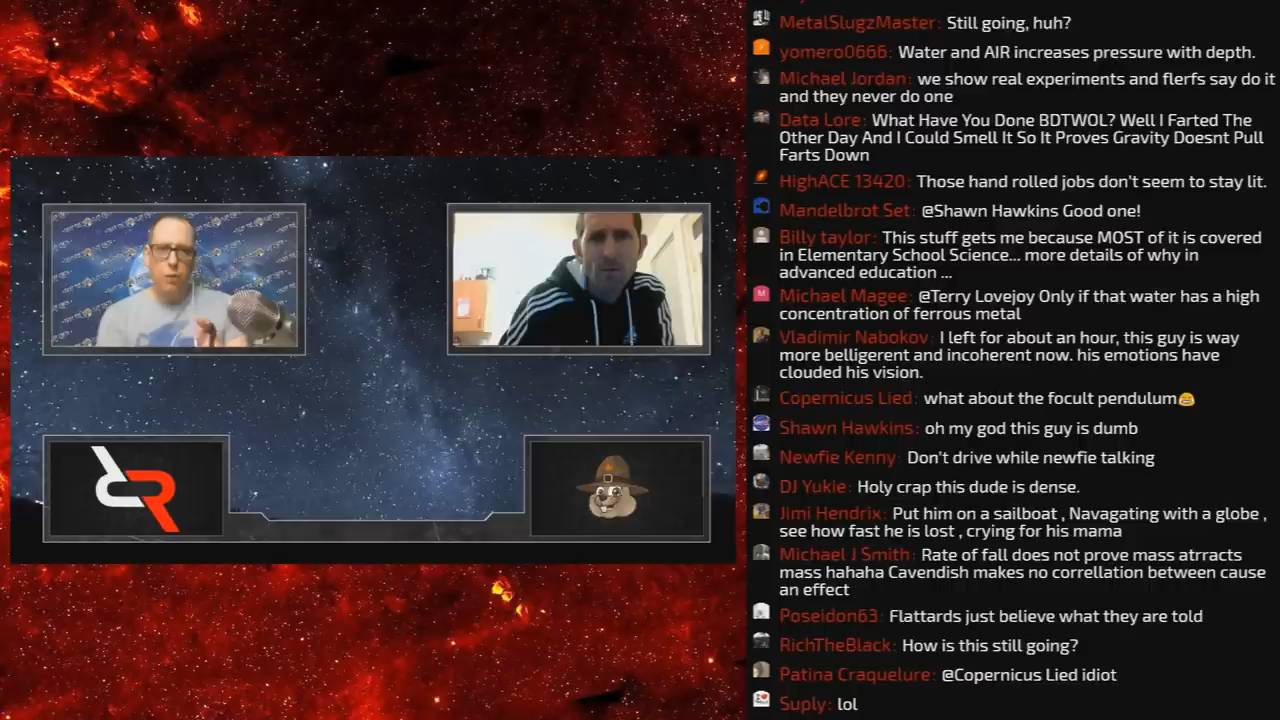 MetalSlugzMaster: Still going, huh?
yomero0666: Water and AIR increases pressure with depth.
Michael Jordan: we show real experiments and flerfs say do it
and they never do one
Data Lore: What Have You Done BDTWOL? Well I Farted The
Other Day And I Could Smell It So It Proves Gravity Doesnt Pull
Farts Down
HighACE 13420: Those hand rolled jobs don't seem to stay lit.
Mandelbrot Set: @Shawn Hawkins Good one!
Billy taylor: This stuff gets me because MOST of it is covered
in Elementary School Science... more details of why in
advanced education ...
Michael Magee: @Terry Lovejoy Only if that water has a high
concentration of ferrous metal
Vladimir Nabokov: I left for about an hour, this guy is way
more belligerent and incoherent now. his emotions have
clouded his vision.
Copernicus Lied: what about the focult pendulum😂
Shawn Hawkins: oh my god this guy is dumb
Newfie Kenny: Don't drive while newfie talking
DJ Yukie: Holy crap this dude is dense.
Jimi Hendrix: Put him on a sailboat , Navagating with a globe ,
see how fast he is lost , crying for his mama
Michael J Smith: Rate of fall does not prove mass atrracts
mass hahaha Cavendish makes no correllation between cause
an effect
Poseidon63: Flattards just believe what they are told
RichTheBlack: How is this still going?
Patina Craquelure: @Copernicus Lied idiot
Suply: lol